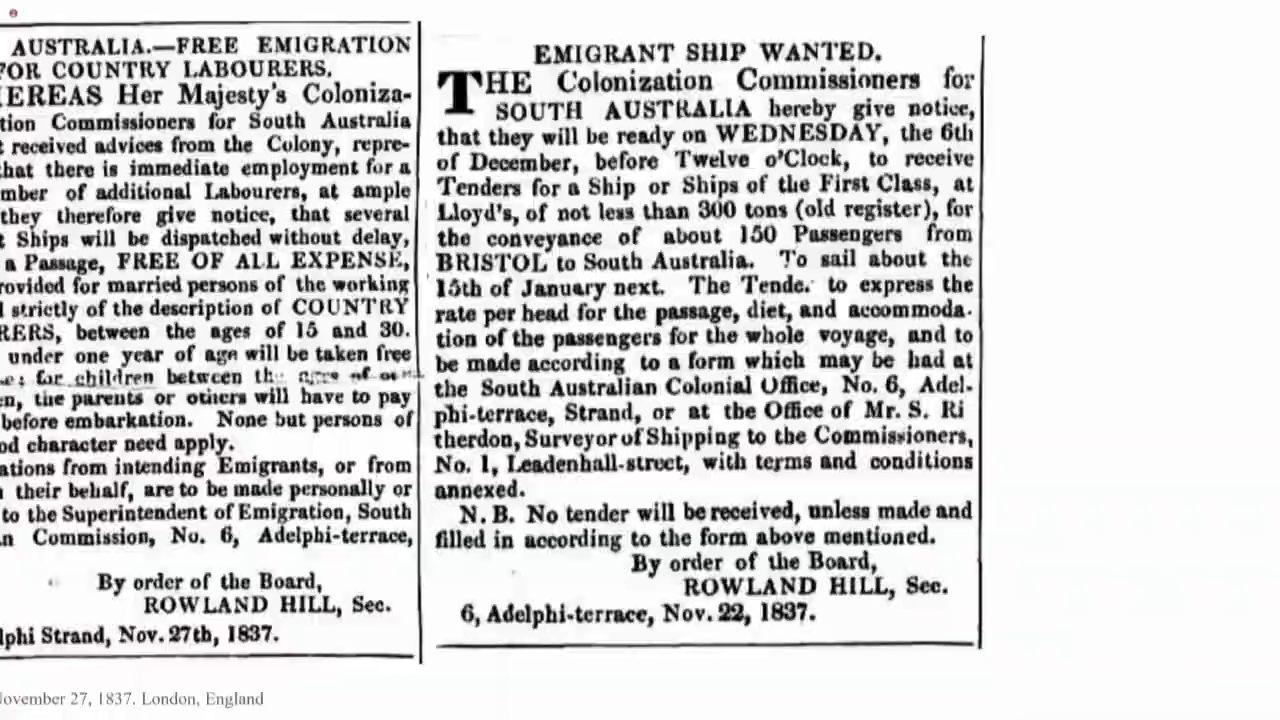 AUSTRALIA.—FREE EMIGRATION
FOR COUNTRY LABOURERS.
EREAS Her Majesty's Coloniza-
tion Commissioners for South Australia
received advices from the Colony, repre-
that there is immediate employment for a
mber of additional Labourers, at ample
they therefore give notice, that several
Ships will be dispatched without delay,
a Passage, FREE OF ALL EXPENSE,
rovided for married persons of the working
strictly of the description of COUNTRY
RERS, between the ages of 15 and 30.
under one year of age will be taken free
for children between the ages of
en, the parents or others will have to pay
before embarkation. None but persons of
od character need apply.
ations from intending Emigrants, or from
their behalf, are to be made personally or
to the Superintendent of Emigration, South
n Commission, No. 6, Adelphi-terrace,
By order of the Board,
ROWLAND HILL, Sec.
lphi Strand, Nov. 27th, 1837.
EMIGRANT SHIP WANTED.
THE Colonization Commissioners for
SOUTH AUSTRALIA hereby give notice,
that they will be ready on WEDNESDAY, the 6th
of December, before Twelve o'Clock, to receive
Tenders for a Ship or Ships of the First Class, at
Lloyd's, of not less than 300 tons (old register), for
the conveyance of about 150 Passengers from
BRISTOL to South Australia. To sail about the
15th of January next. The Tende. to express the
rate per head for the passage, diet, and accommoda-
tion of the passengers for the whole voyage, and to
be made according to a form which may be had at
the South Australian Colonial Office, No. 6, Adel-
phi-terrace, Strand, or at the Office of Mr. S. Ri
therdon, Surveyor of Shipping to the Commissioners,
No. 1, Leadenhall-street, with terms and conditions
annexed.
N. B. No tender will be received, unless made and
filled in according to the form above mentioned.
By order of the Board,
ROWLAND HILL, Sec.
6, Adelphi-terrace, Nov. 22, 1837.
November 27, 1837. London, England